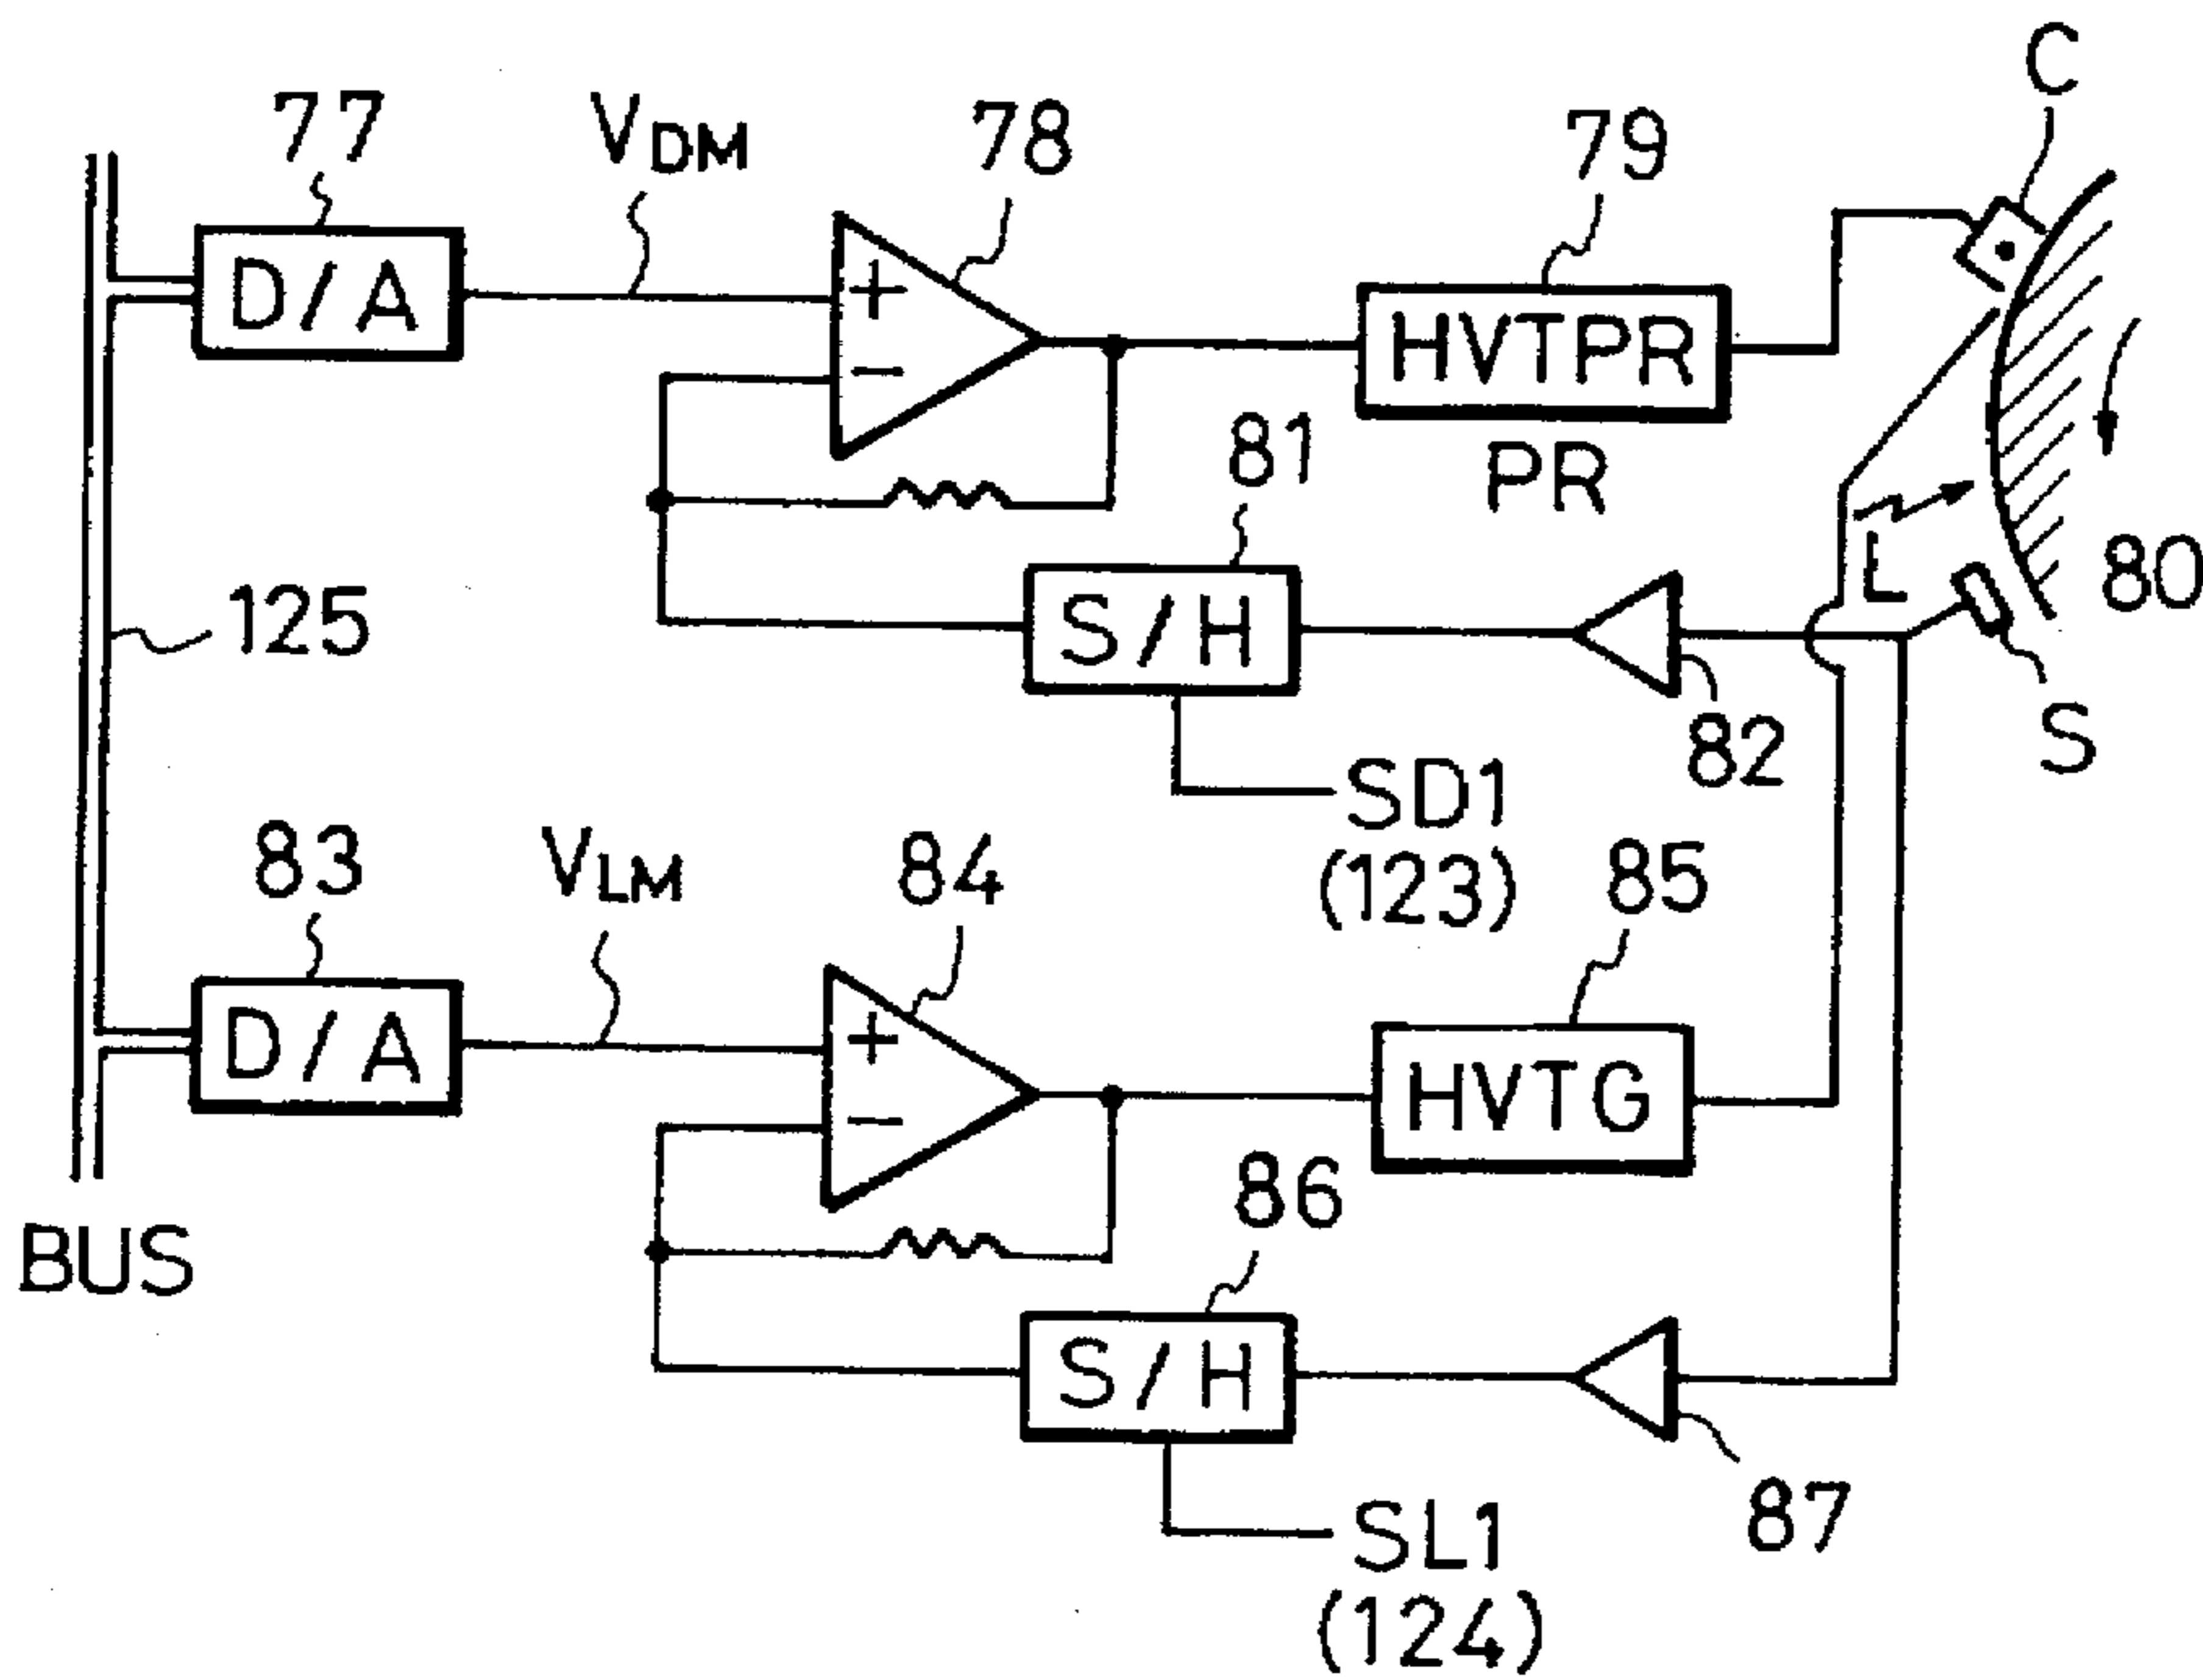 C
77
VDM
78
79
D/A
+
−
HVTPR
PR
81
L
80
125
S/H
82
S
SD1
(123)
83
VLM
84
85
D/A
+
−
HVTG
86
BUS
S/H
87
SL1
(124)